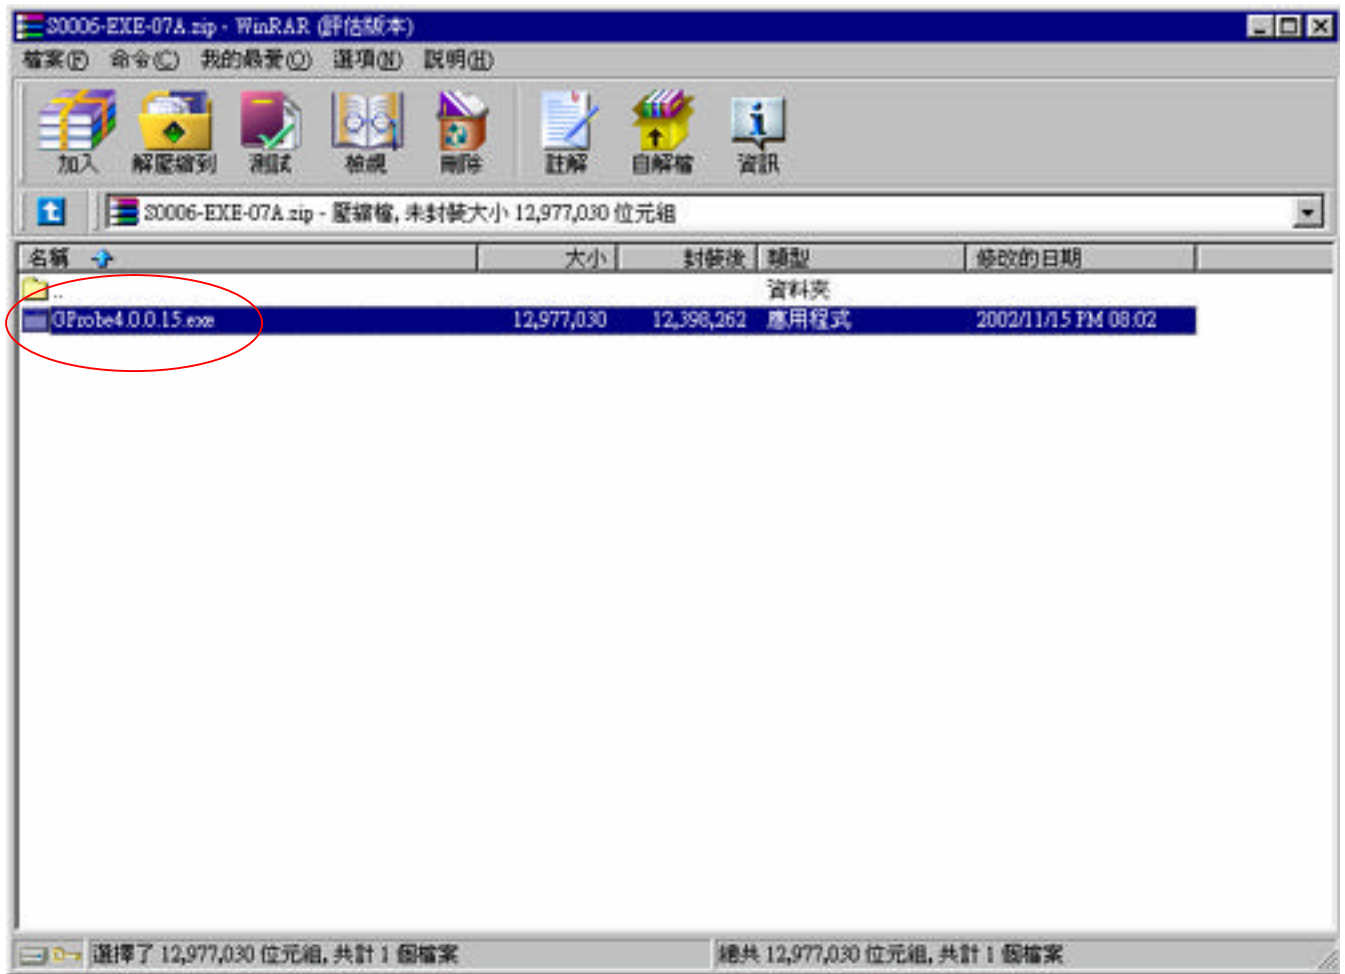 S0006-EXE-07A.zip - WinRAR (評估版本)
檔案(F) 命令(C) 我的最愛(O) 選項(N) 說明(H)
加入 解壓縮到 測試 檢視 刪除 註解 自解檔 資訊
S0006-EXE-07A.zip - 壓縮檔, 未封裝大小 12,977,030 位元組
名稱 大小 封裝後 類型 修改的日期
.. 資料夾
GProbe4.0.0.15.exe 12,977,030 12,398,262 應用程式 2002/11/15 PM 08:02
選擇了 12,977,030 位元組, 共計 1 個檔案 總共 12,977,030 位元組, 共計 1 個檔案